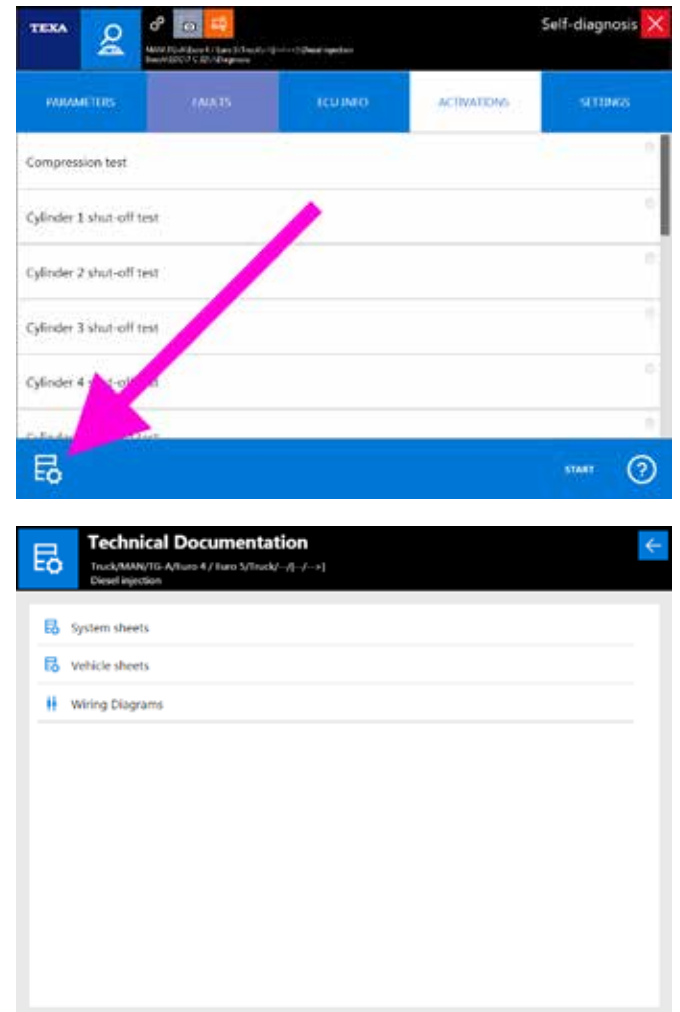 TEXA
Self-diagnosis
PARAMETERS
FAULTS
ECU INFO
ACTIVATIONS
SETTINGS
Compression test
Cylinder 1 shut-off test
Cylinder 2 shut-off test
Cylinder 3 shut-off test
Cylinder 4
START
Technical Documentation
Truck/MAN/TG-A/Euro 4 / Euro 5/Truck/--/[--/-->]
Diesel injection
System sheets
Vehicle sheets
Wiring Diagrams